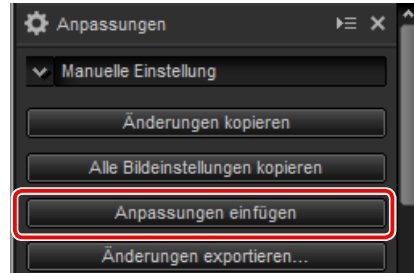 Anpassungen
Manuelle Einstellung
Änderungen kopieren
Alle Bildeinstellungen kopieren
Anpassungen einfügen
Änderungen exportieren...